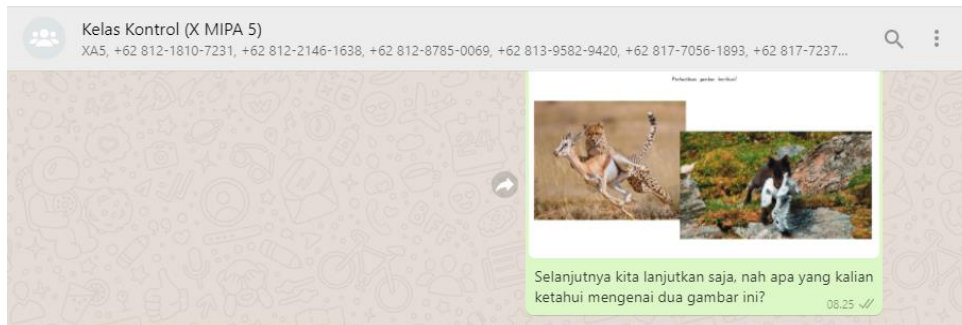 Kelas Kontrol (X MIPA 5)
XA5, +62 812-1810-7231, +62 812-2146-1638, +62 812-8785-0069, +62 813-9582-9420, +62 817-7056-1893, +62 817-7237...
Perhatikan gambar berikut!
Selanjutnya kita lanjutkan saja, nah apa yang kalian
ketahui mengenai dua gambar ini?
08.25